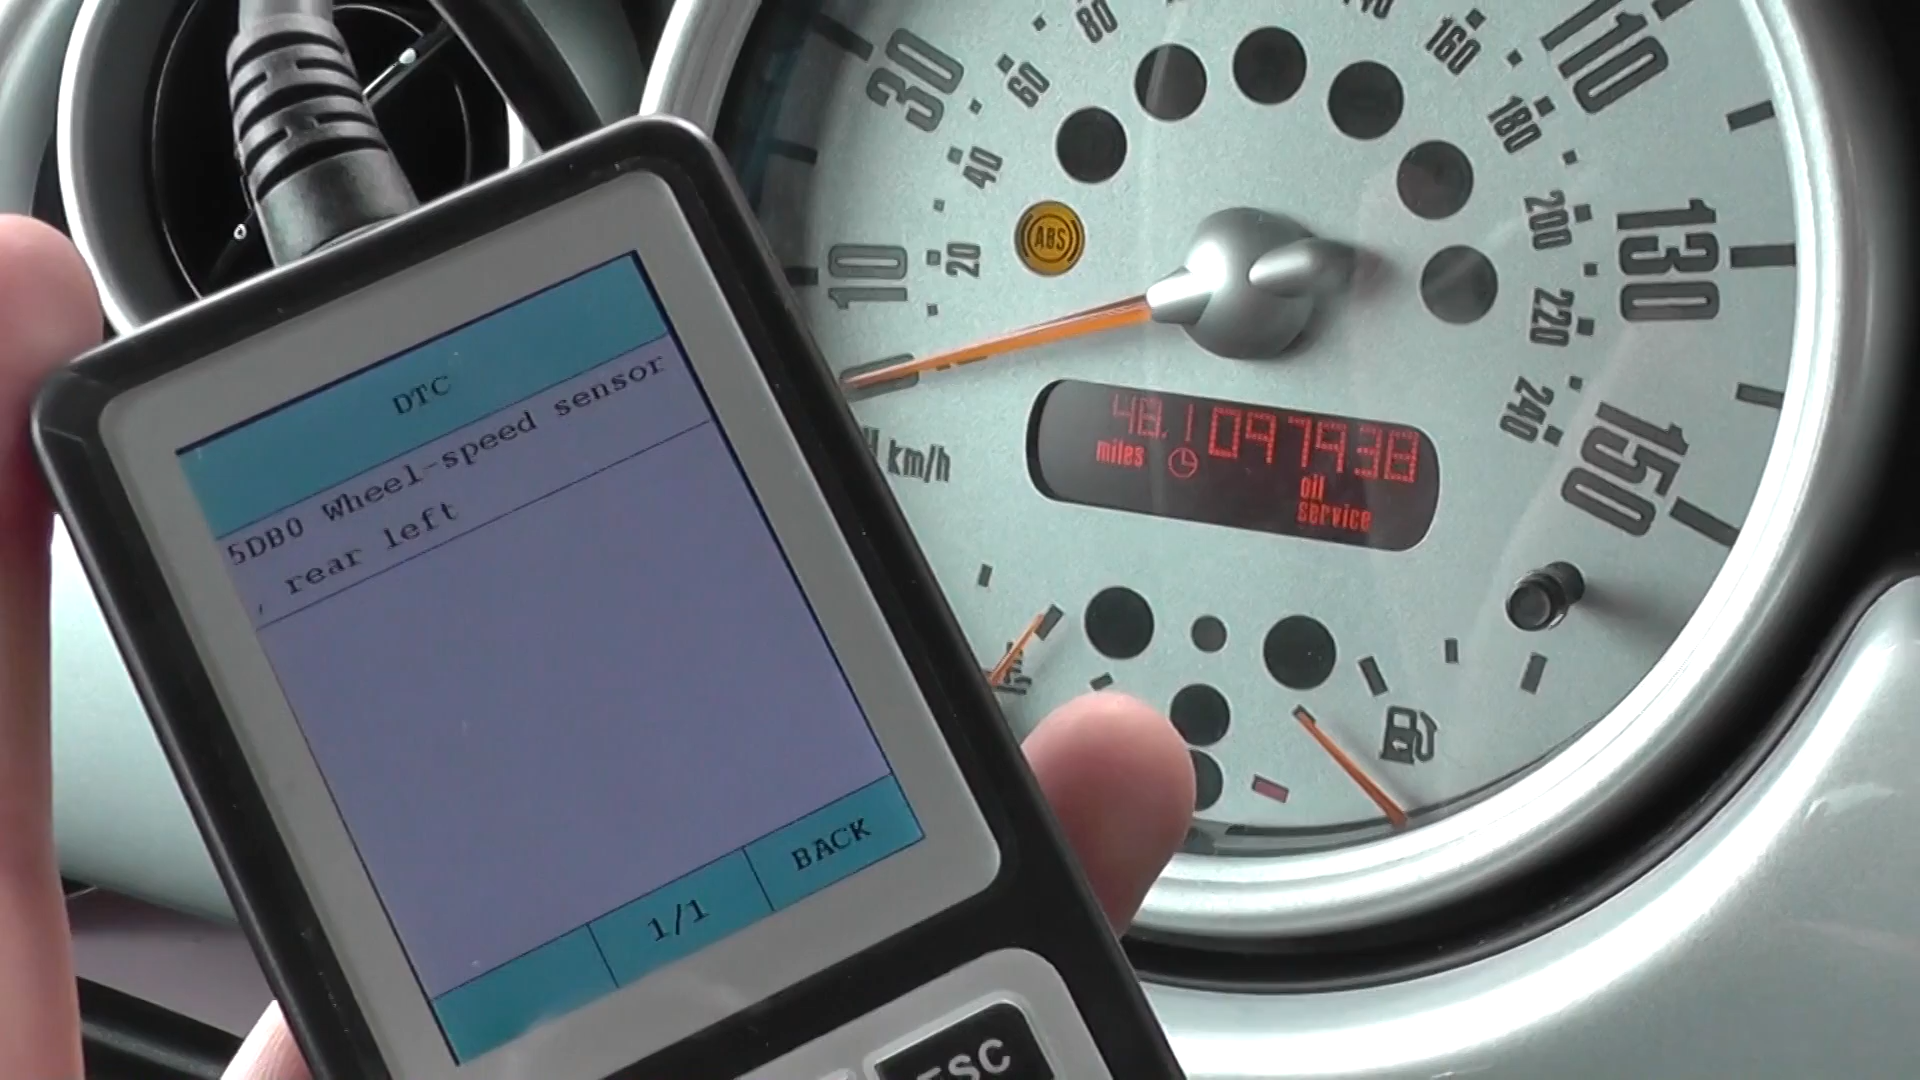 DTC
5DB0 Wheel-speed sensor
, rear left
1/1
BACK
ESC
80
160
60
40
20
180
200
220
240
30
10
0
110
130
150
ABS
km/h
48.1 097938
miles
oil
service